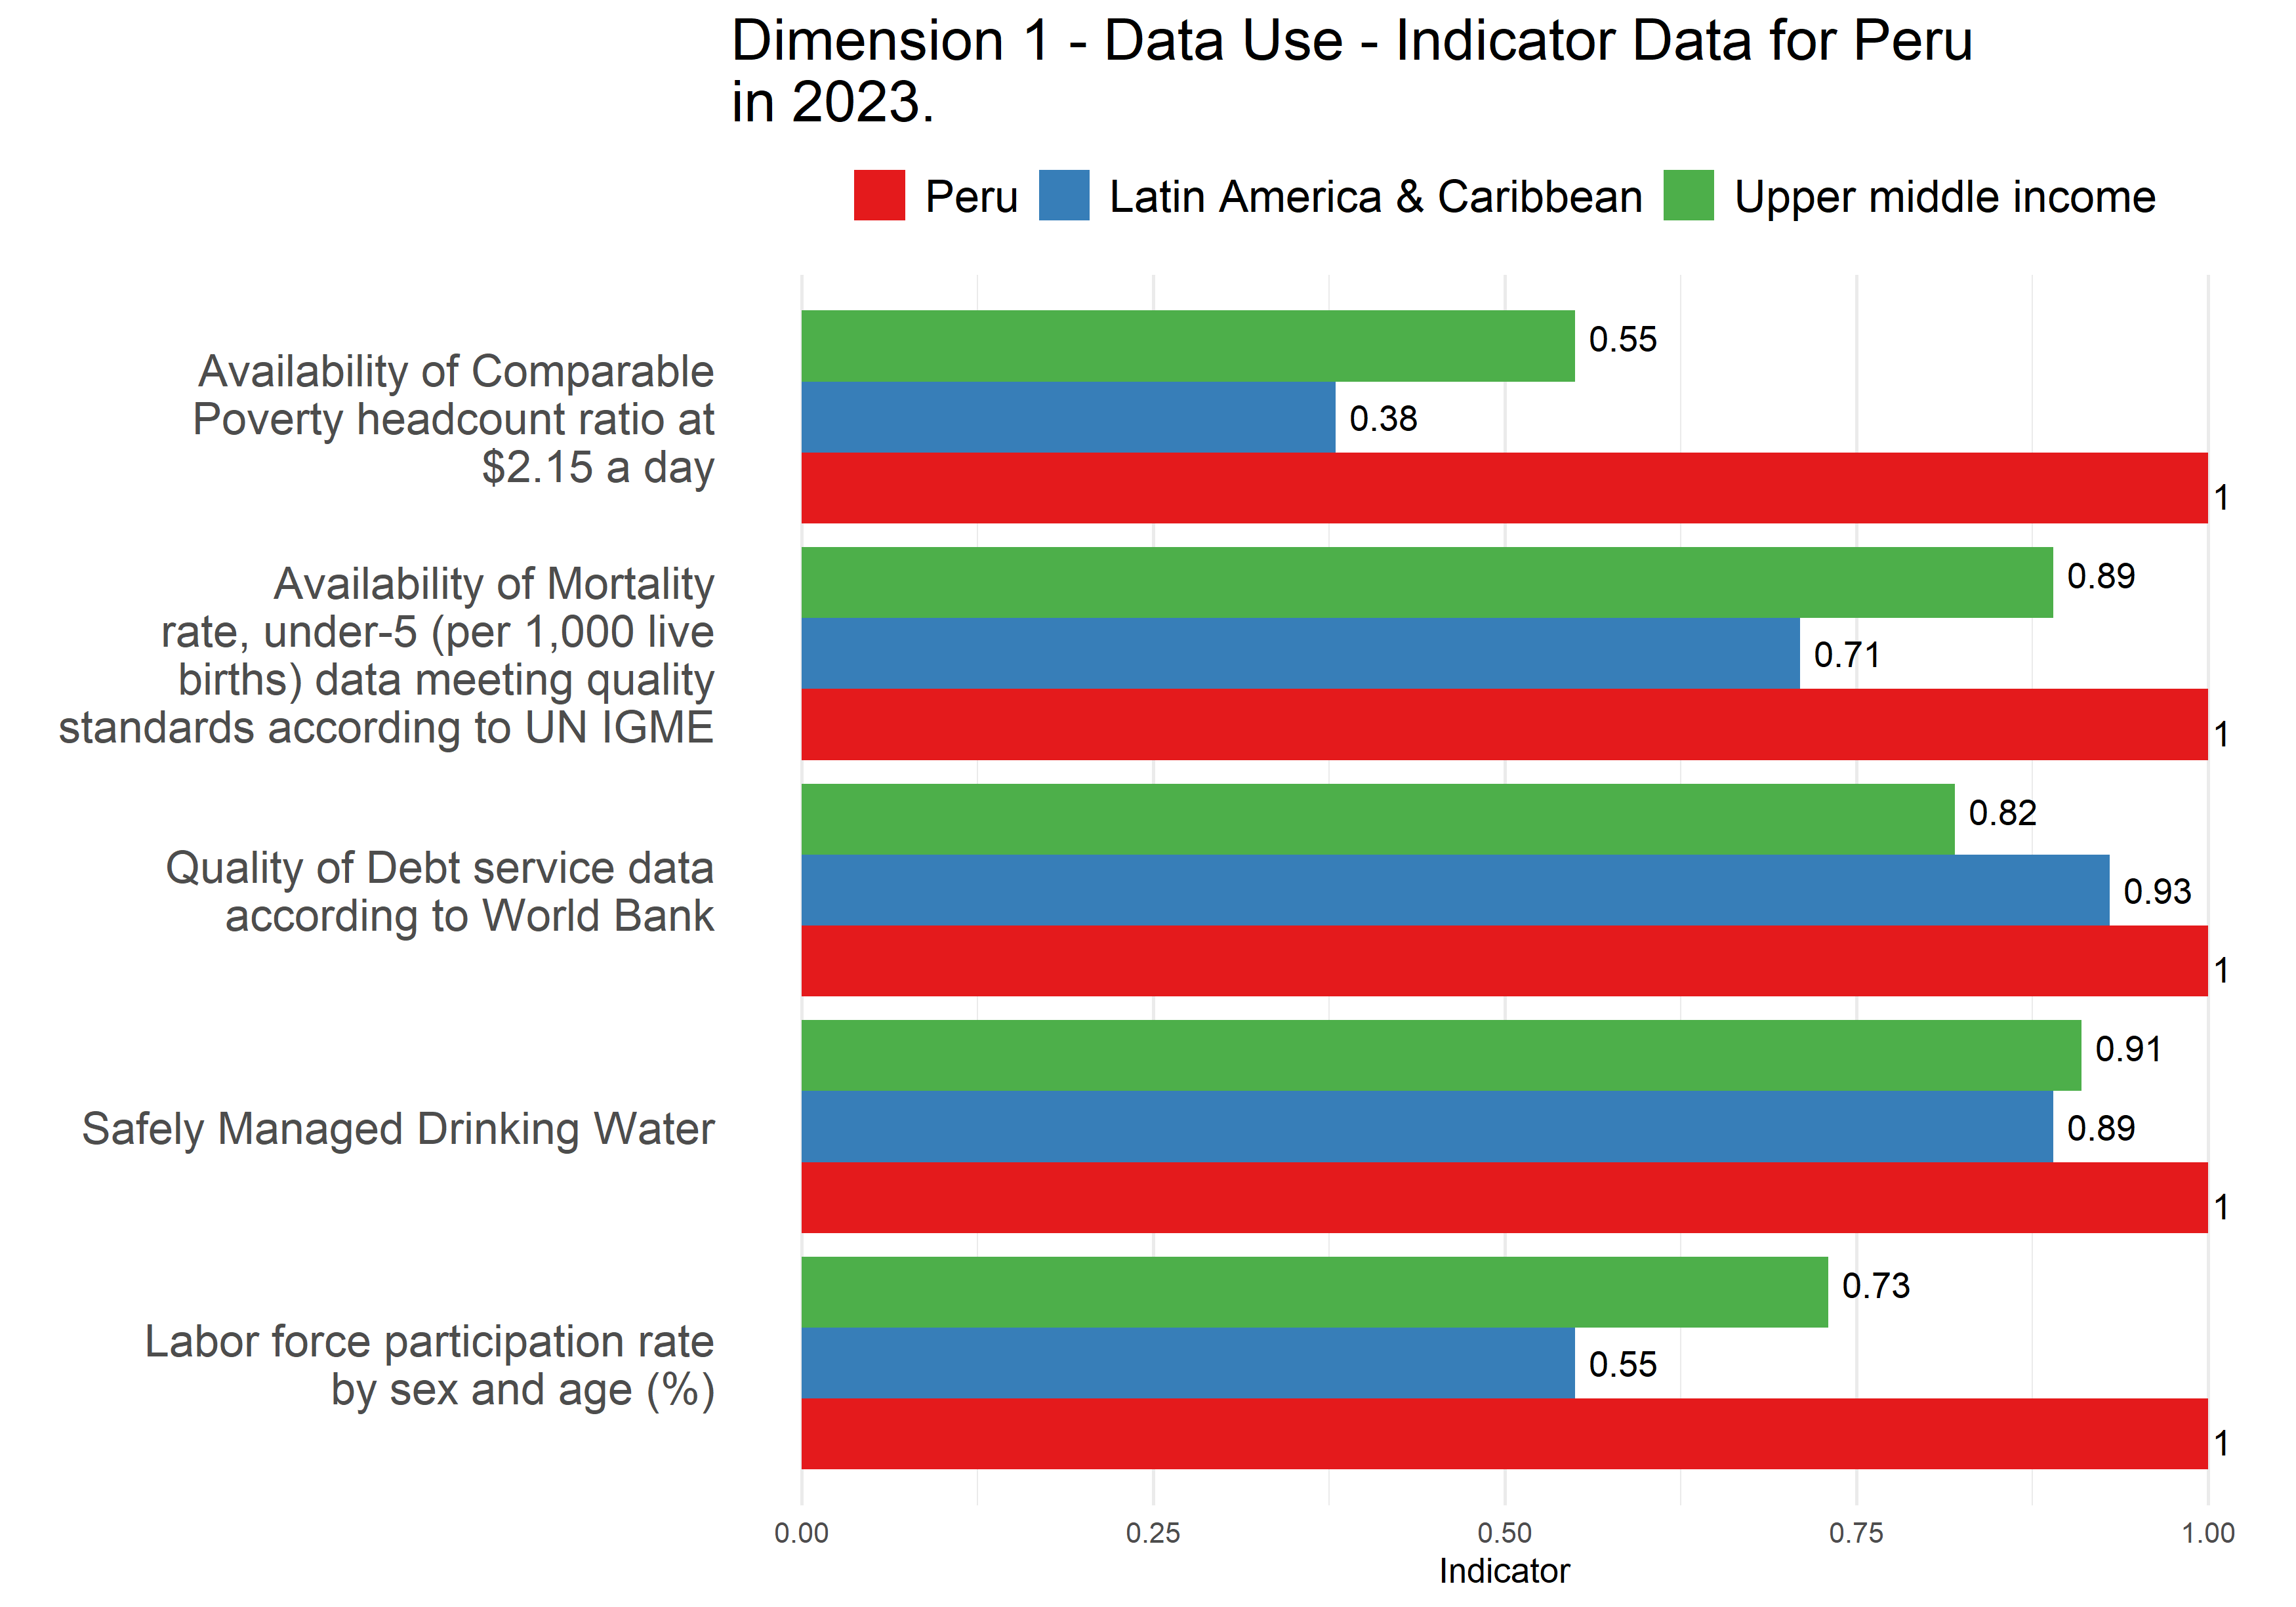 Dimension 1 - Data Use - Indicator Data for Peru
in 2023.
Peru
Latin America & Caribbean
Upper middle income
Availability of Comparable
Poverty headcount ratio at
$2.15 a day
0.55
0.38
1
Availability of Mortality
rate, under-5 (per 1,000 live
births) data meeting quality
standards according to UN IGME
0.89
0.71
1
Quality of Debt service data
according to World Bank
0.82
0.93
1
Safely Managed Drinking Water
0.91
0.89
1
Labor force participation rate
by sex and age (%)
0.73
0.55
1
0.00
0.25
0.50
0.75
1.00
Indicator